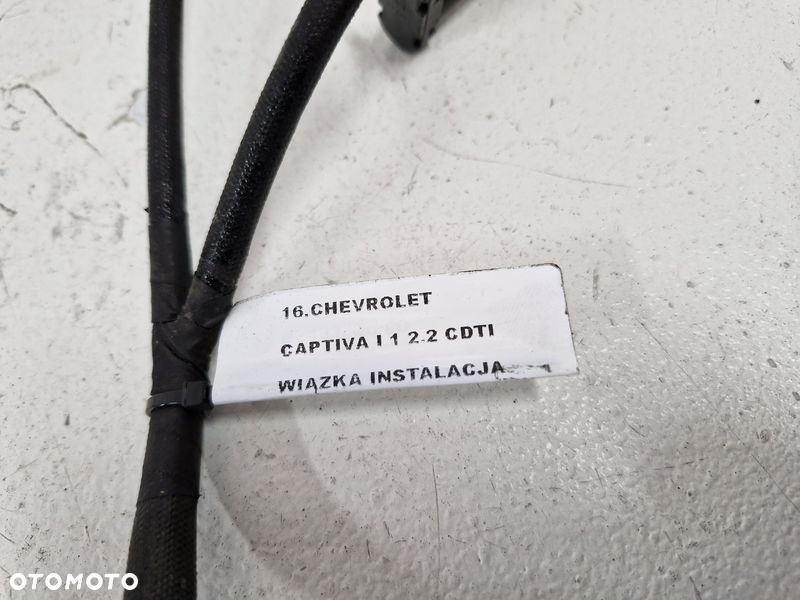 16.CHEVROLET
CAPTIVA I 1 2.2 CDTI
WIĄZKA INSTALACJA
OTOMOTO